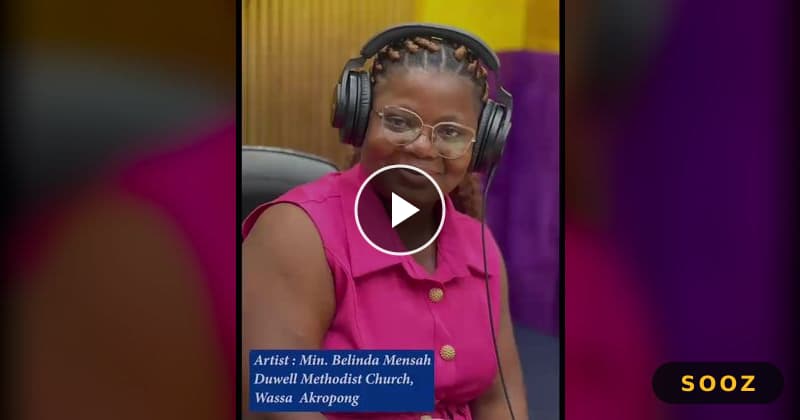 Artist : Min. Belinda Mensah
Duwell Methodist Church,
Wassa Akropong
SOOZ